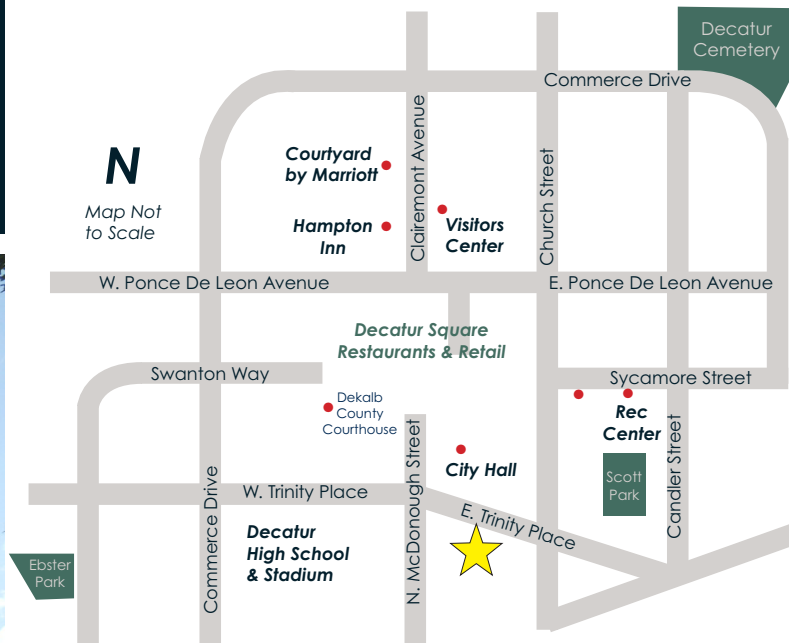 Decatur
Cemetery
Commerce Drive
N
Map Not
to Scale
Courtyard
by Marriott
Clairemont Avenue
Church Street
Hampton
Inn
Visitors
Center
W. Ponce De Leon Avenue
E. Ponce De Leon Avenue
Decatur Square
Restaurants & Retail
Swanton Way
Sycamore Street
Dekalb
County
Courthouse
Rec
Center
N. McDonough Street
City Hall
Candler Street
Scott
Park
Commerce Drive
W. Trinity Place
E. Trinity Place
Decatur
High School
& Stadium
Ebster
Park